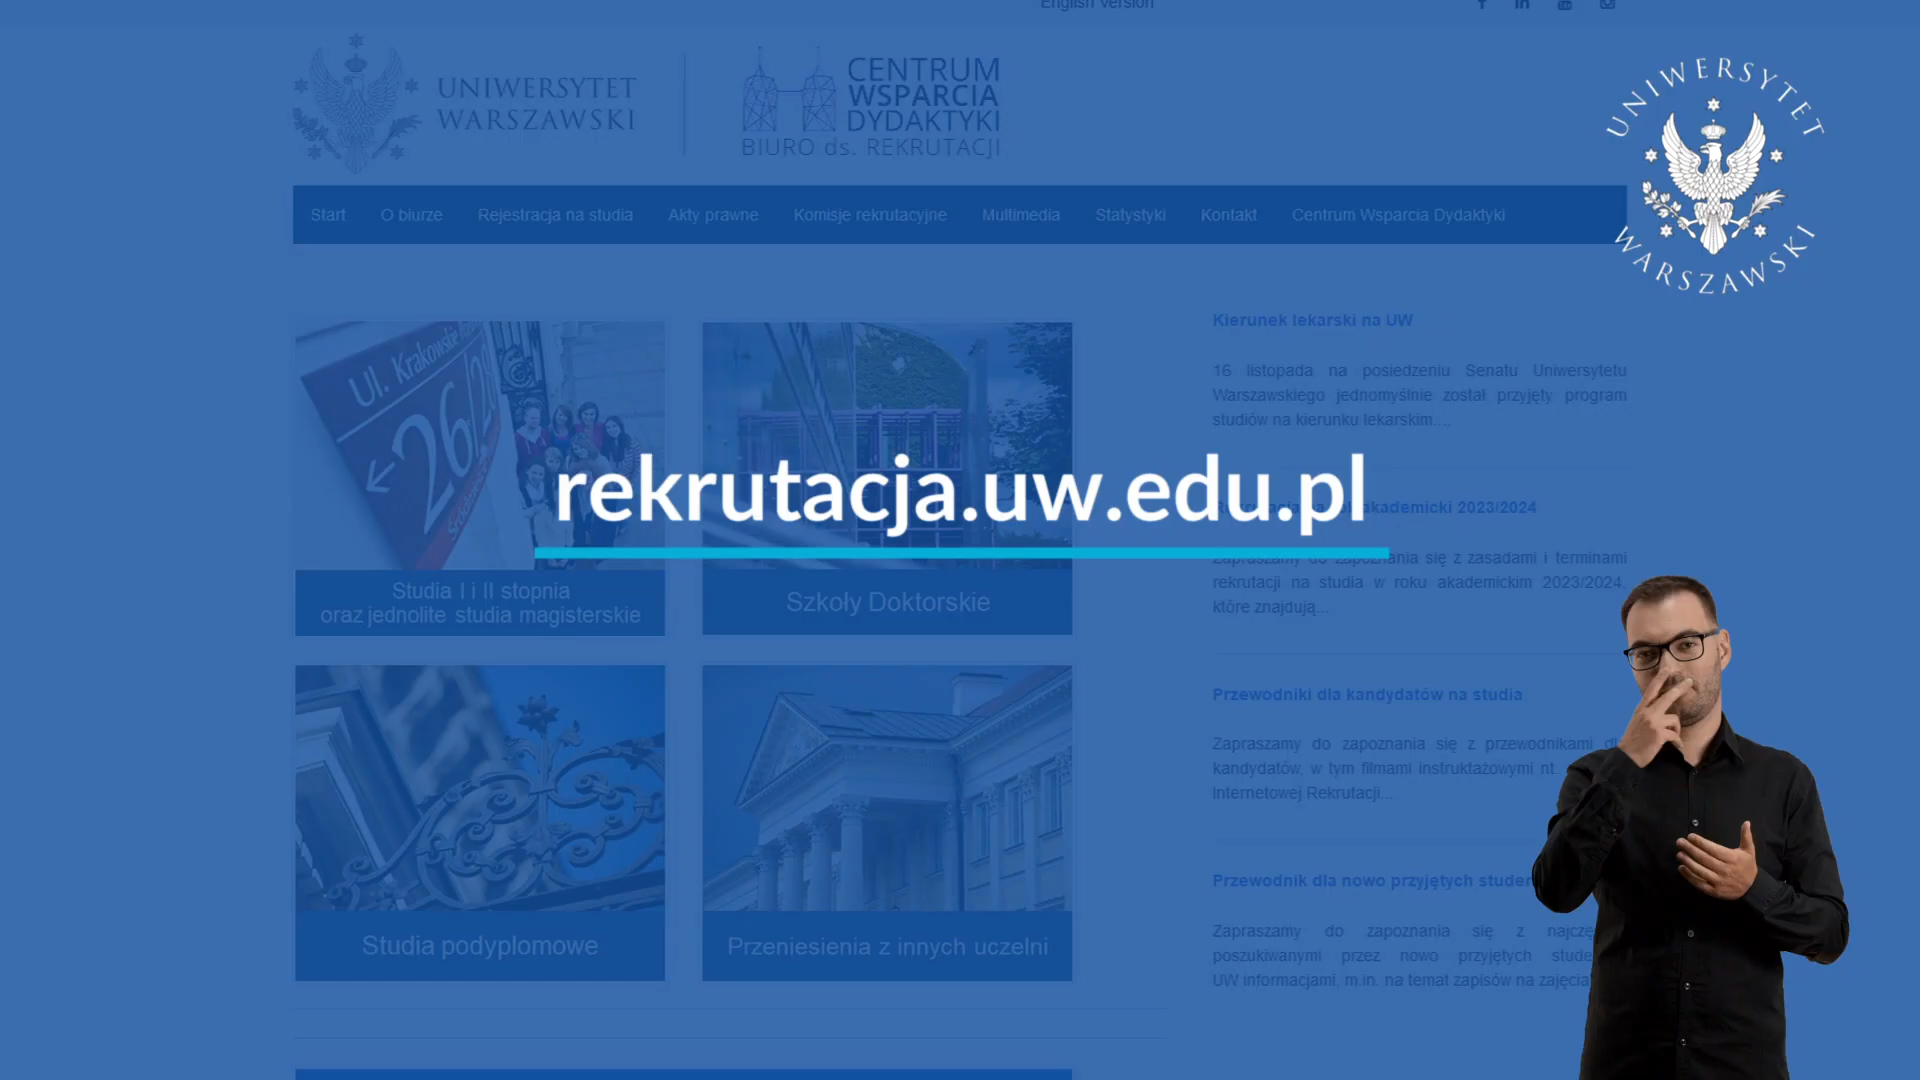 English version
UNIWERSYTET
WARSZAWSKI
CENTRUM
WSPARCIA
DYDAKTYKI
BIURO ds. REKRUTACJI
UNIWERSYTET
WARSZAWSKI
Start O biurze Rejestracja na studia Akty prawne Komisje rekrutacyjne Multimedia Statystyki Kontakt Centrum Wsparcia Dydaktyki
Ul. Krakowskie
26/28
Studia I i II stopnia
oraz jednolite studia magisterskie
Szkoły Doktorskie
Studia podyplomowe
Przeniesienia z innych uczelni
rekrutacja.uw.edu.pl
Kierunek lekarski na UW
16 listopada na posiedzeniu Senatu Uniwersytetu
Warszawskiego jednomyślnie został przyjęty program
studiów na kierunku lekarskim....
akademicki 2023/2024
Zapraszamy do zapoznania się z zasadami i terminami
rekrutacji na studia w roku akademickim 2023/2024,
które znajdują...
Przewodniki dla kandydatów na studia
Zapraszamy do zapoznania się z przewodnikami
kandydatów, w tym filmami instruktażowymi nt.
Internetowej Rekrutacji...
Przewodnik dla nowo przyjętych
Zapraszamy do zapoznania się z
poszukiwanymi przez nowo przyjętych
UW informacjami, m.in. na temat zapisów na zajęcia